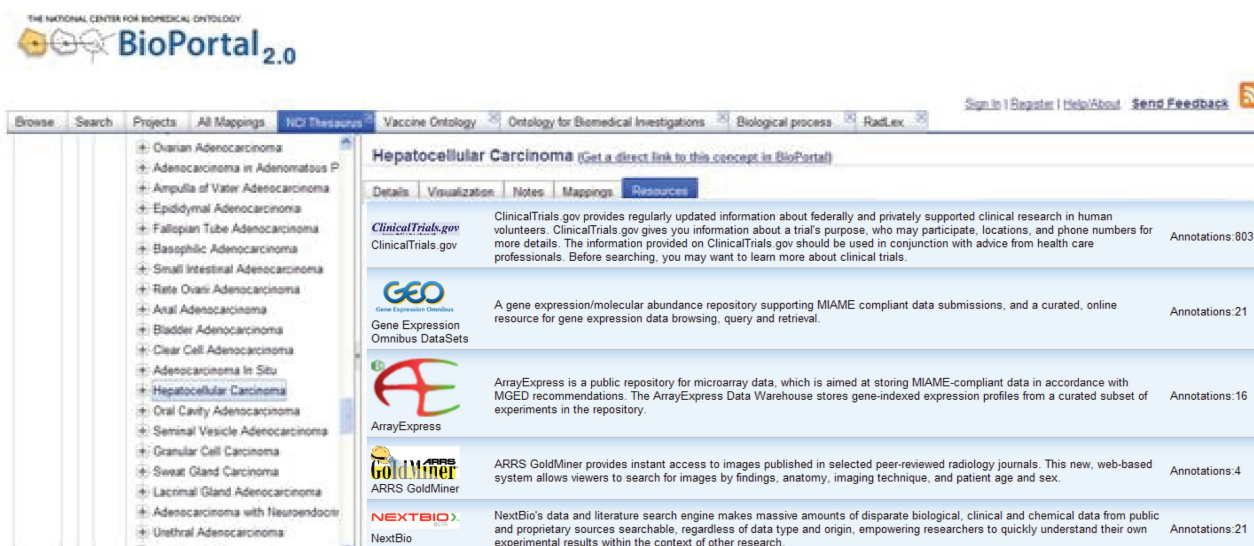 THE NATIONAL CENTER FOR BIOMEDICAL ONTOLOGY
BioPortal 2.0
Sign In | Register | Help/About Send Feedback
Browse Search Projects All Mappings NCI Thesaurus Vaccine Ontology Ontology for Biomedical Investigations Biological process RadLex
Ovarian Adenocarcinoma
Adenocarcinoma in Adenomatous P
Ampulla of Vater Adenocarcinoma
Epididymal Adenocarcinoma
Fallopian Tube Adenocarcinoma
Basophilic Adenocarcinoma
Small Intestinal Adenocarcinoma
Rete Ovarii Adenocarcinoma
Anal Adenocarcinoma
Bladder Adenocarcinoma
Clear Cell Adenocarcinoma
Adenocarcinoma In Situ
Hepatocellular Carcinoma
Oral Cavity Adenocarcinoma
Seminal Vesicle Adenocarcinoma
Granular Cell Carcinoma
Sweat Gland Carcinoma
Lacrimal Gland Adenocarcinoma
Adenocarcinoma with Neuroendocrin
Urethral Adenocarcinoma
Hepatocellular Carcinoma (Get a direct link to this concept in BioPortal)
Details Visualization Notes Mappings Resources
ClinicalTrials.gov
ClinicalTrials.gov
ClinicalTrials.gov provides regularly updated information about federally and privately supported clinical research in human
volunteers. ClinicalTrials.gov gives you information about a trial's purpose, who may participate, locations, and phone numbers for
more details. The information provided on ClinicalTrials.gov should be used in conjunction with advice from health care
professionals. Before searching, you may want to learn more about clinical trials.
Annotations:803
GEO
Gene Expression Omnibus
Gene Expression
Omnibus DataSets
A gene expression/molecular abundance repository supporting MIAME compliant data submissions, and a curated, online
resource for gene expression data browsing, query and retrieval.
Annotations:21
ArrayExpress
ArrayExpress is a public repository for microarray data, which is aimed at storing MIAME-compliant data in accordance with
MGED recommendations. The ArrayExpress Data Warehouse stores gene-indexed expression profiles from a curated subset of
experiments in the repository.
Annotations:16
ARRS
GoldMiner
ARRS GoldMiner
ARRS GoldMiner provides instant access to images published in selected peer-reviewed radiology journals. This new, web-based
system allows viewers to search for images by findings, anatomy, imaging technique, and patient age and sex.
Annotations:4
NEXTBIO
BETA
NextBio
NextBio's data and literature search engine makes massive amounts of disparate biological, clinical and chemical data from public
and proprietary sources searchable, regardless of data type and origin, empowering researchers to quickly understand their own
experimental results within the context of other research.
Annotations:21